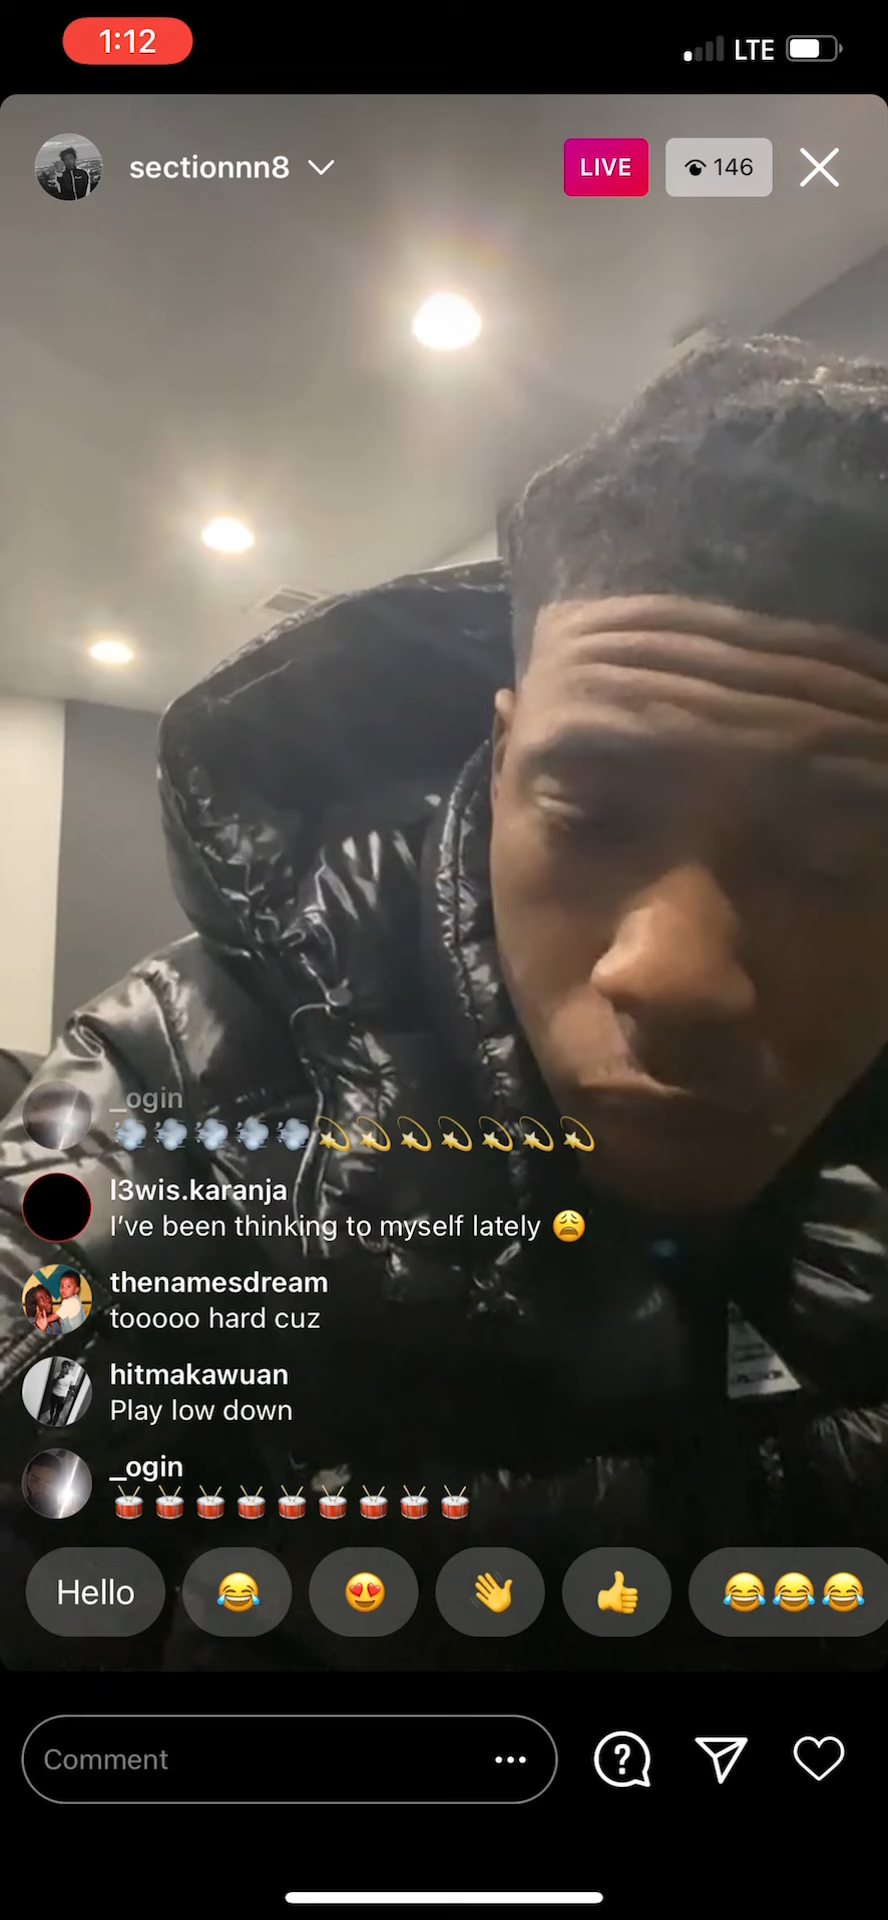 1:12
LTE
sectionnn8
LIVE
146
_ogin
💨💨💨💨💨💫💫💫💫💫💫💫
l3wis.karanja
I've been thinking to myself lately 😩
thenamesdream
tooooo hard cuz
hitmakawuan
Play low down
_ogin
🥁🥁🥁🥁🥁🥁🥁🥁🥁
Hello
😂
😍
👋
👍
😂😂😂
Comment